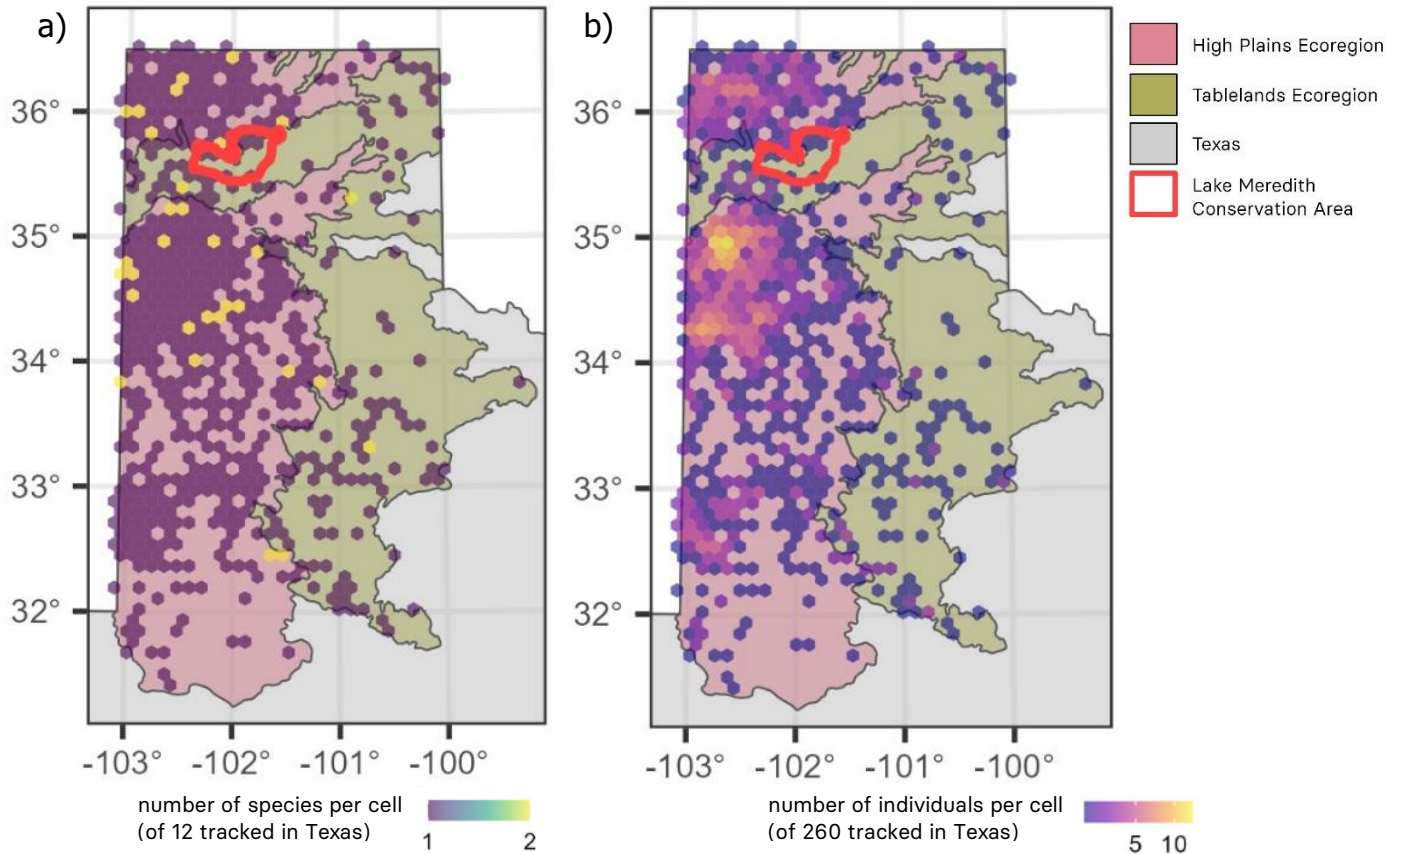 a)
b)
36°
35°
34°
33°
32°
-103°
-102°
-101°
-100°
36°
35°
34°
33°
32°
-103°
-102°
-101°
-100°
High Plains Ecoregion
Tablelands Ecoregion
Texas
Lake Meredith
Conservation Area
number of species per cell
(of 12 tracked in Texas)
1
2
number of individuals per cell
(of 260 tracked in Texas)
5
10